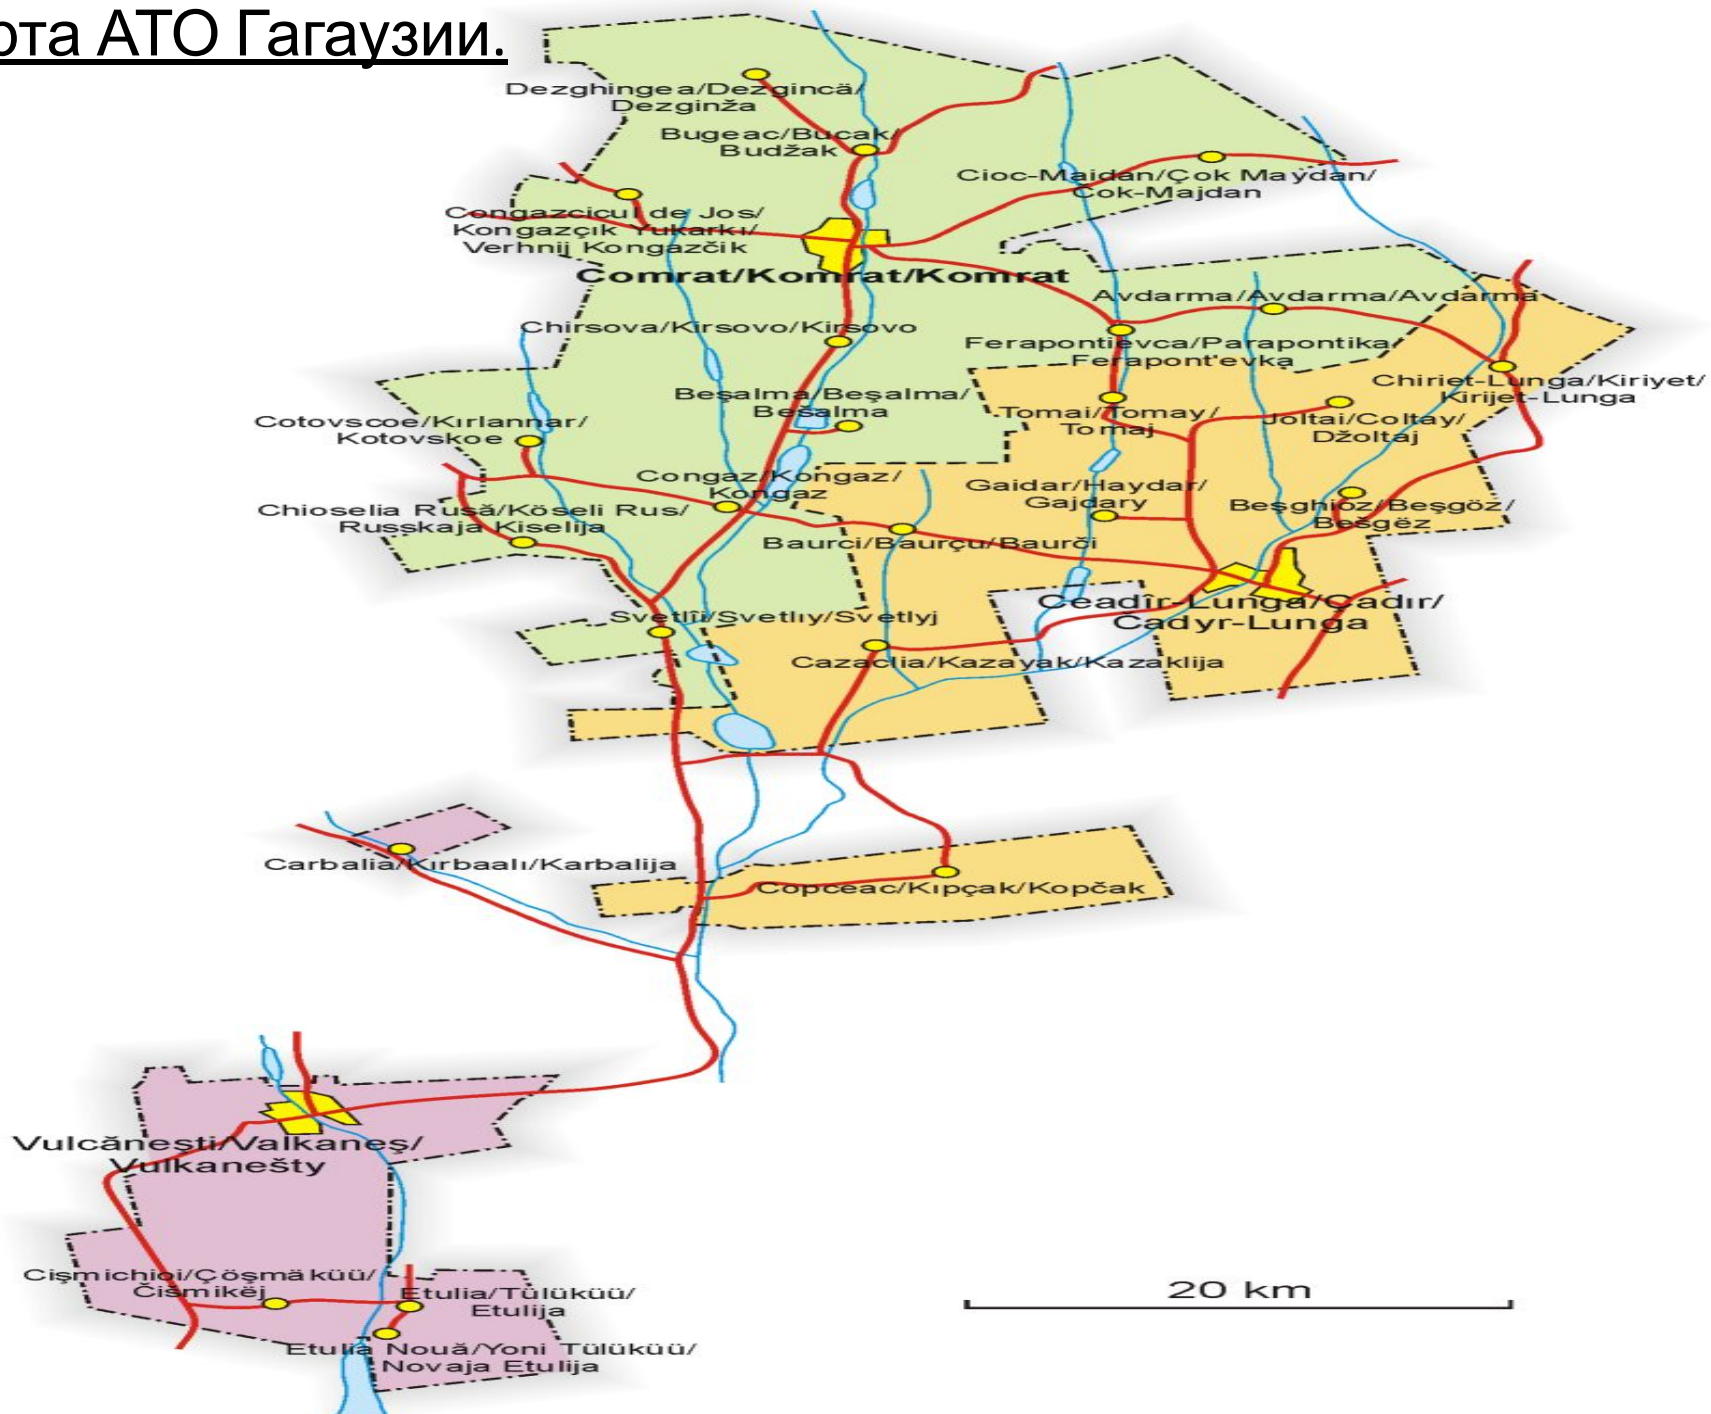 рта АТО Гагаузии.
Dezghingea/Dezgincä/
Dezginža
Bugeac/Bucak/
Budžak
Cioc-Maidan/Çok Maydan/
Čok-Majdan
Congazcicul de Jos/
Kongazçık Yukarkı/
Verhnij Kongazčik
Comrat/Komrat/Komrat
Avdarma/Avdarma/Avdarma
Chirsova/Kirsovo/Kirsovo
Ferapontievca/Parapontika/
Ferapont'evka
Chiriet-Lunga/Kiriyet/
Kirijet-Lunga
Beşalma/Beşalma/
Bešalma
Tomai/Tomay/
Tomaj
Joltai/Coltay/
Džoltaj
Cotovscoe/Kırlannar/
Kotovskoe
Congaz/Kongaz/
Kongaz
Gaidar/Haydar/
Gajdary
Beşghioz/Beşgöz/
Bešgëz
Chioselia Rusă/Köseli Rus/
Russkaja Kiselija
Baurci/Baurçu/Baurči
Ceadîr-Lunga/Çadır/
Čadyr-Lunga
Svetlîi/Svetlıy/Svetlyj
Cazaclia/Kazayak/Kazaklija
Carbalia/Kırbaalı/Karbalija
Copceac/Kıpçak/Kopčak
Vulcănești/Valkaneş/
Vulkanešty
Cişmichioi/Çöşmäküü/
Čišmikëj
Etulia/Tülüküü/
Etulija
Etulia Nouă/Yoni Tülüküü/
Novaja Etulija
20 km